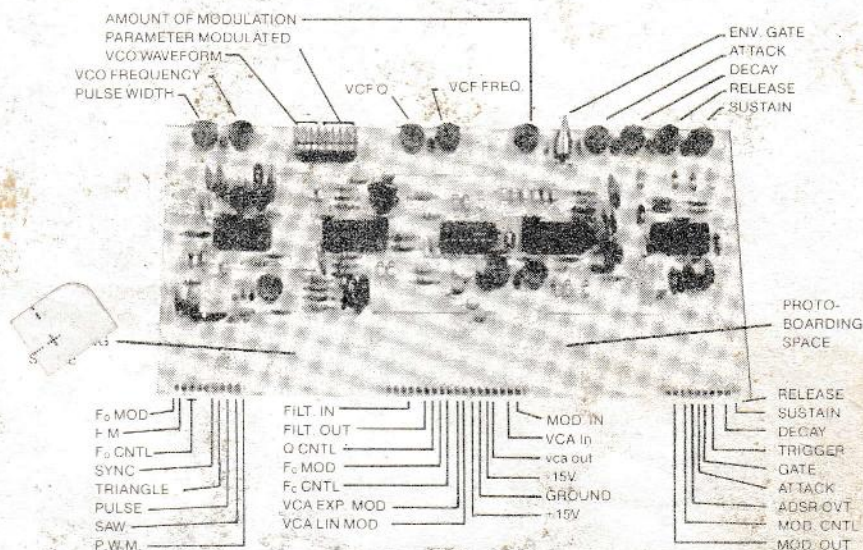 AMOUNT OF MODULATION
PARAMETER MODULATED
VCO WAVEFORM
VCO FREQUENCY
PULSE WIDTH
VCF Q
VCF FREQ.
ENV. GATE
ATTACK
DECAY
RELEASE
SUSTAIN
PROTO-
BOARDING
SPACE
F₀ MOD
FM
F₀ CNTL
SYNC
TRIANGLE
PULSE
SAW
P.W.M.
FILT. IN
FILT. OUT
Q CNTL
F₀ MOD
F₀ CNTL
VCA EXP. MOD
VCA LIN MOD
MOD. IN
VCA In
vca out
15V
GROUND
+15V
RELEASE
SUSTAIN
DECAY
TRIGGER
GATE
ATTACK
ADSR OVT
MOD. CNTL
MOD. OUT